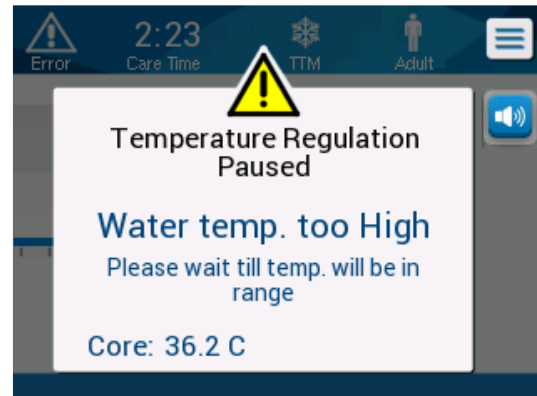 2:23
Error
Care Time
TTM
Adult
Temperature Regulation
Paused
Water temp. too High
Please wait till temp. will be in
range
Core: 36.2 C